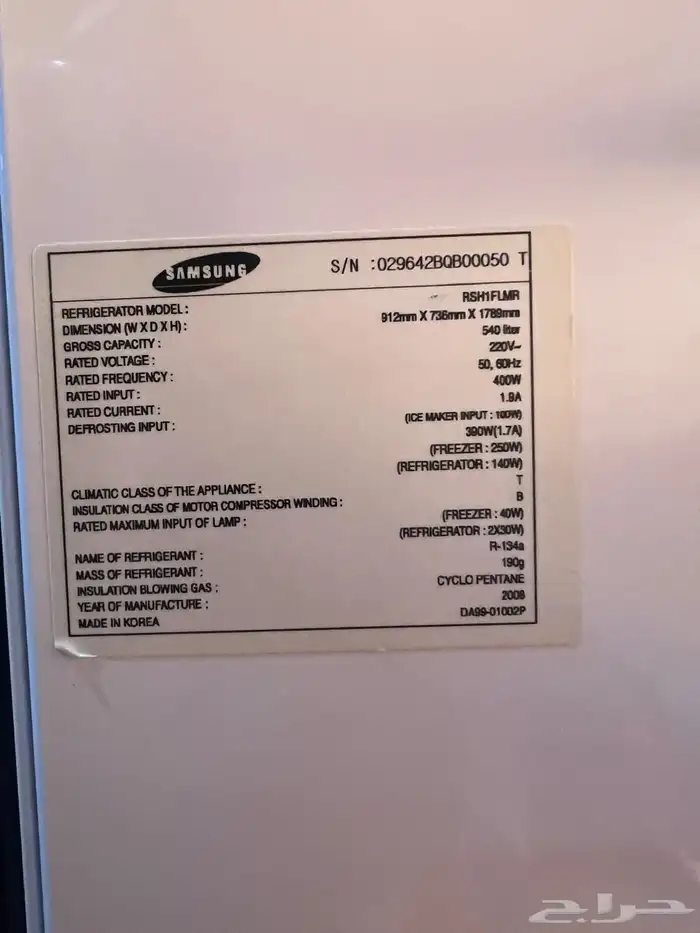 SAMSUNG
S/N :029642BQB00050 T
REFRIGERATOR MODEL : RSH1FLMR
DIMENSION (W X D X H) : 912mm X 736mm X 1789mm
GROSS CAPACITY : 540 liter
RATED VOLTAGE : 220V~
RATED FREQUENCY : 50, 60Hz
RATED INPUT : 400W
RATED CURRENT : 1.9A
(ICE MAKER INPUT : 100W)
DEFROSTING INPUT : 390W(1.7A)
(FREEZER : 250W)
(REFRIGERATOR : 140W)
CLIMATIC CLASS OF THE APPLIANCE : T
INSULATION CLASS OF MOTOR COMPRESSOR WINDING : B
RATED MAXIMUM INPUT OF LAMP : (FREEZER : 40W)
(REFRIGERATOR : 2X30W)
NAME OF REFRIGERANT : R-134a
MASS OF REFRIGERANT : 190g
INSULATION BLOWING GAS : CYCLO PENTANE
YEAR OF MANUFACTURE : 2008
MADE IN KOREA DA99-01002P
حراج